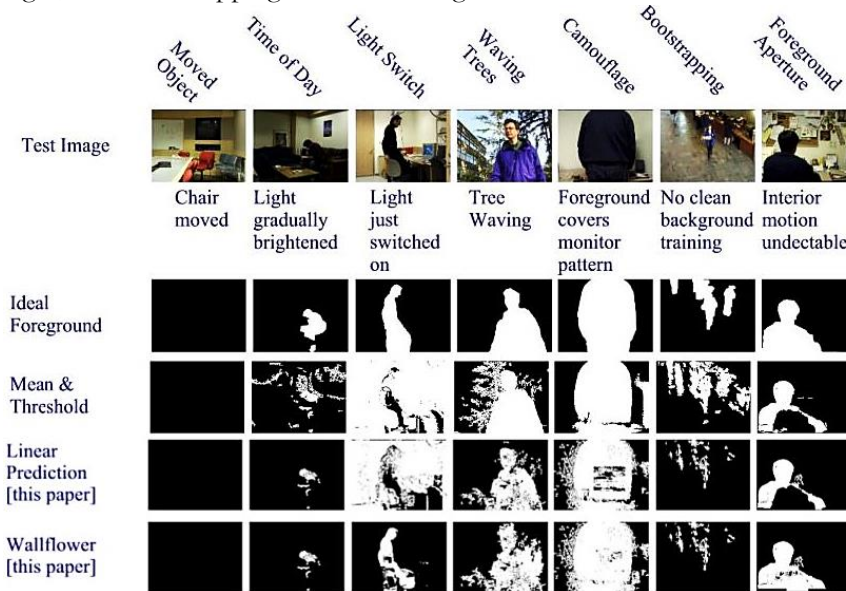 Moved
Object
Time of Day
Light Switch
Waving
Trees
Camouflage
Bootstrapping
Foreground
Aperture
Test Image
Chair
moved
Light
gradually
brightened
Light
just
switched
on
Tree
Waving
Foreground
covers
monitor
pattern
No clean
background
training
Interior
motion
undectable
Ideal
Foreground
Mean &
Threshold
Linear
Prediction
[this paper]
Wallflower
[this paper]